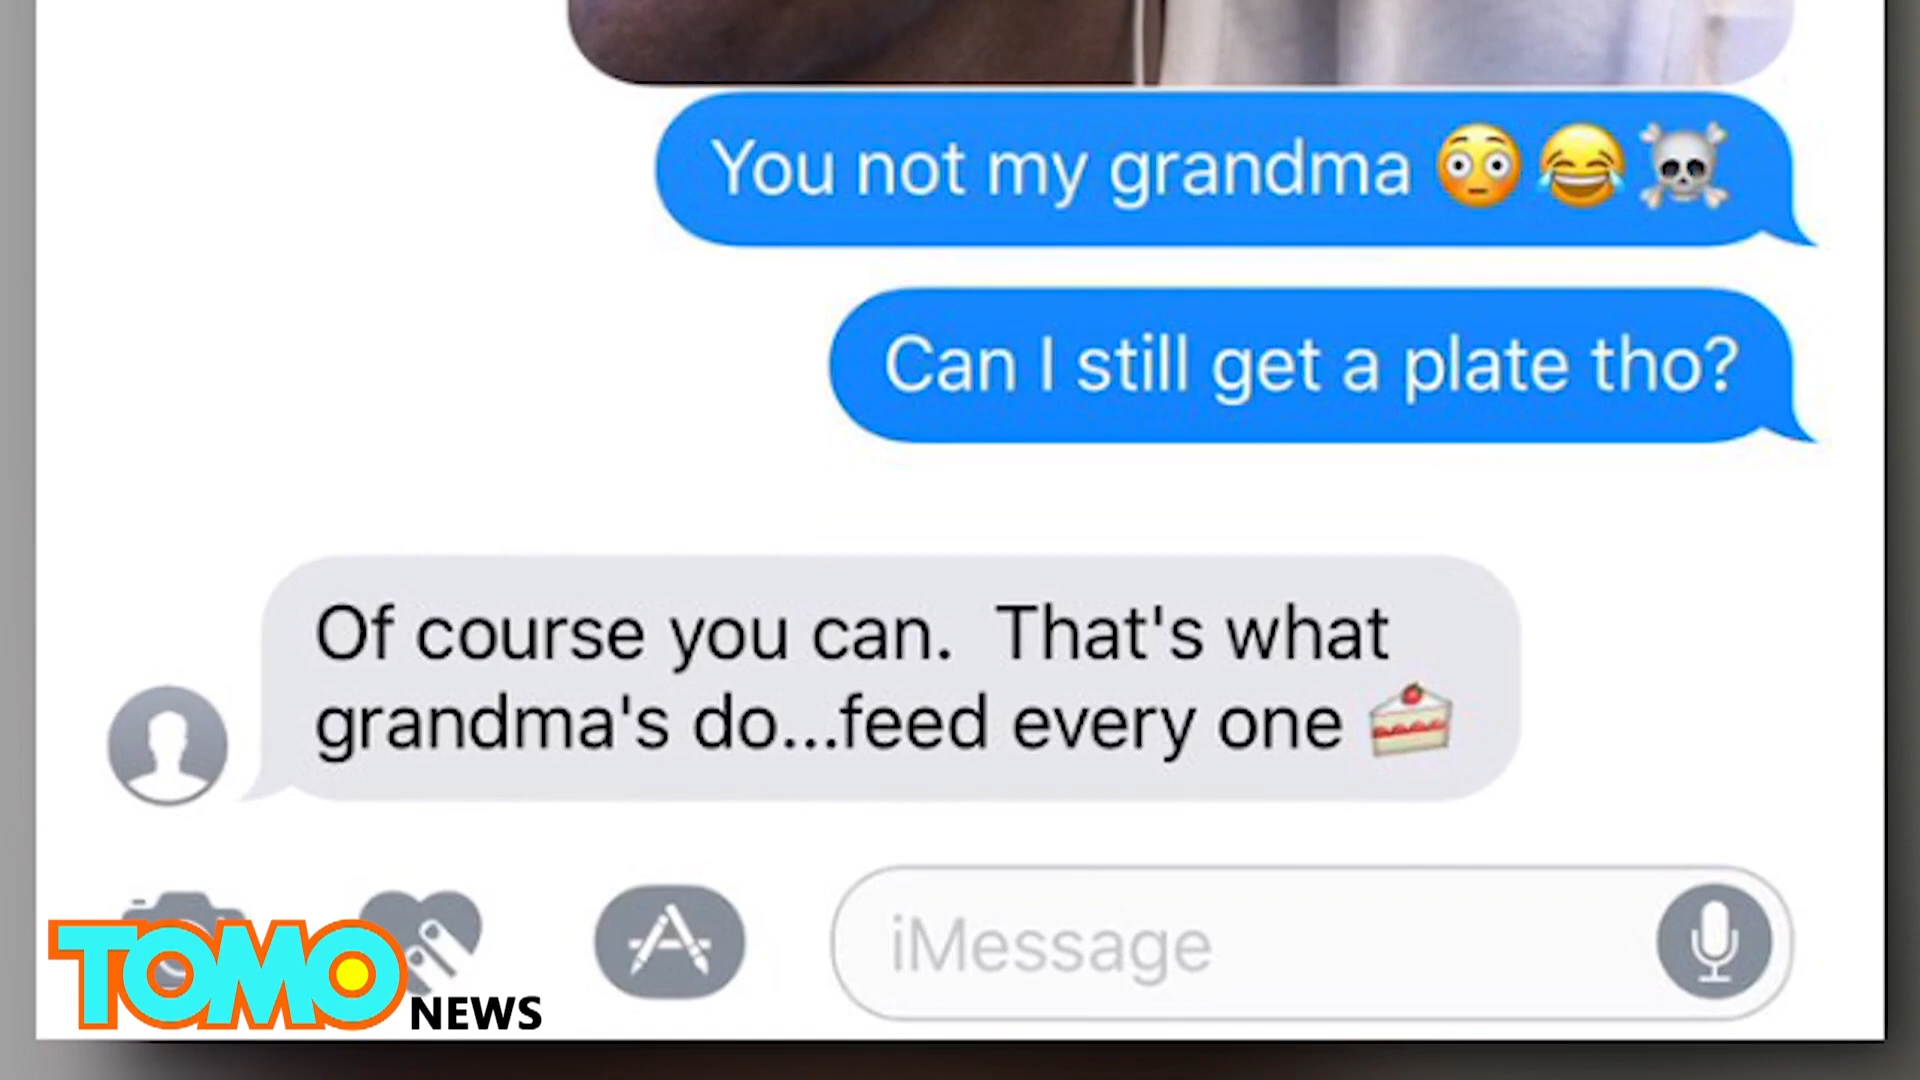 You not my grandma 😳😂☠️
Can I still get a plate tho?
Of course you can.  That's what
grandma's do...feed every one 🍰
iMessage
TOMO NEWS